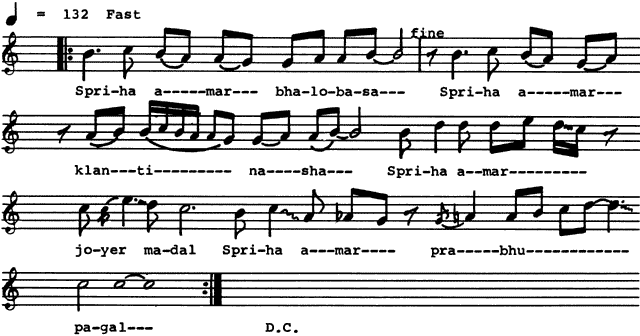 = 132 Fast
fine
Spri-ha a-----mar--- bha-lo-ba-sa--- Spri-ha a-----mar---
klan---ti--------- na----sha--- Spri-ha a--mar----------
jo-yer ma-dal Spri-ha a---mar---- pra----bhu------------
pa-gal--- D.C.